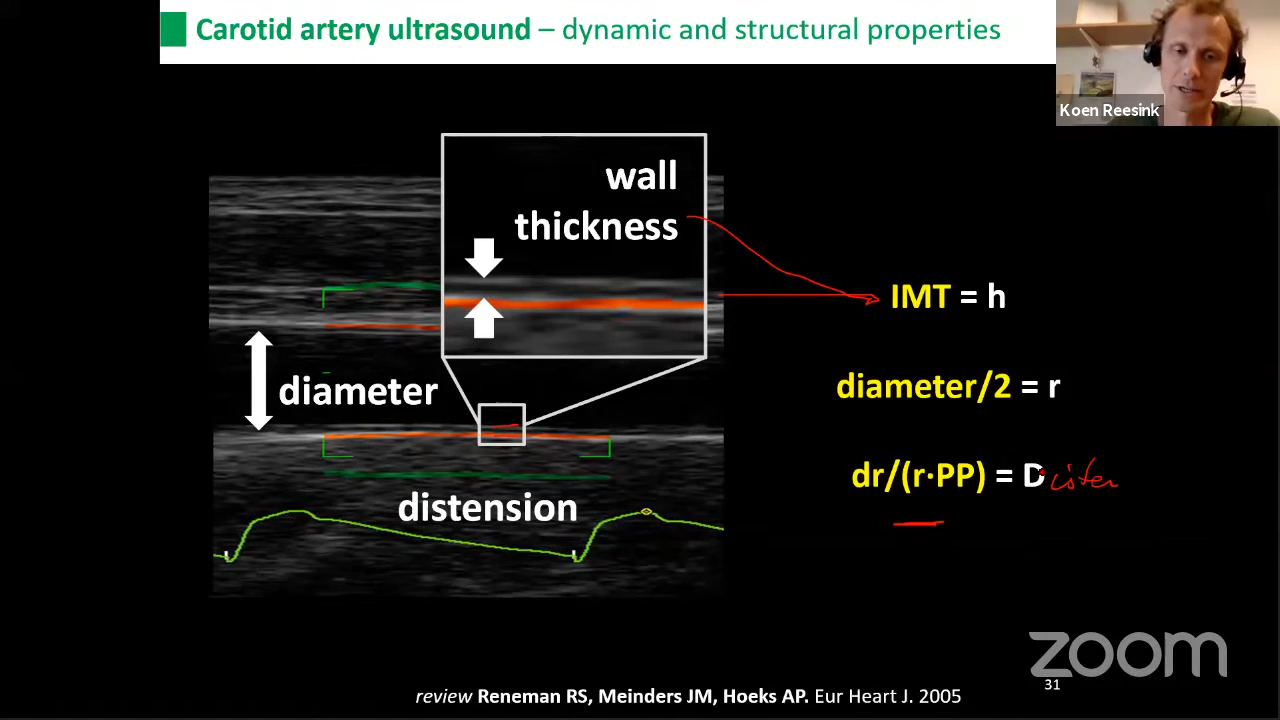 Carotid artery ultrasound – dynamic and structural properties
Koen Reesink
wall
thickness
IMT = h
diameter
diameter/2 = r
dr/(r·PP) = D
distension
zoom
31
review Reneman RS, Meinders JM, Hoeks AP. Eur Heart J. 2005